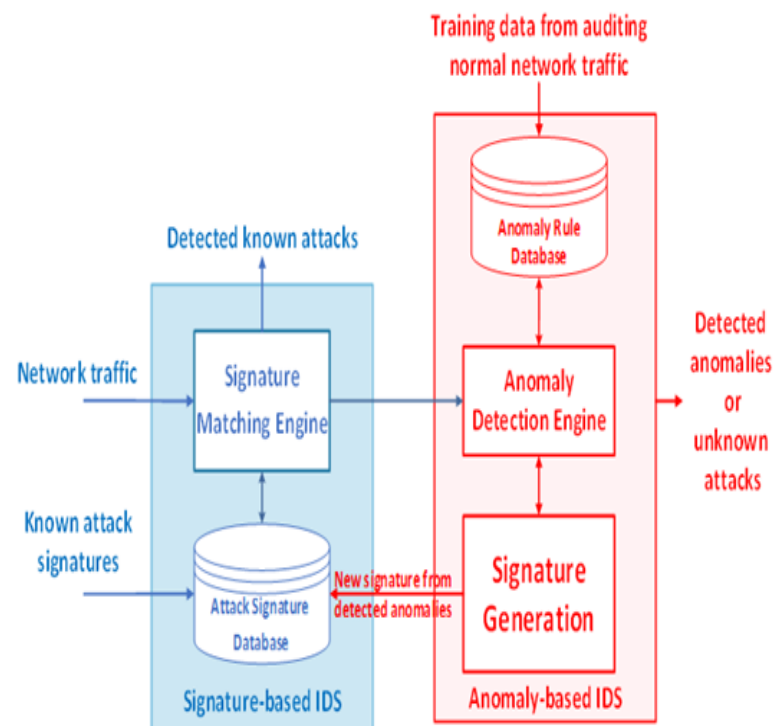 Training data from auditing
normal network traffic
Anomaly Rule
Database
Detected known attacks
Network traffic
Signature
Matching Engine
Anomaly
Detection Engine
Detected
anomalies
or
unknown
attacks
Known attack
signatures
Attack Signature
Database
New signature from
detected anomalies
Signature
Generation
Signature-based IDS
Anomaly-based IDS